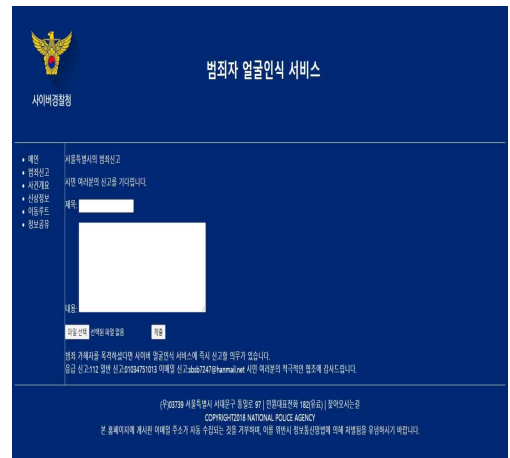 사이버경찰청
범죄자 얼굴인식 서비스
메인
범죄신고
사건개요
신상정보
이동루트
정보공유
서울특별시의 범죄신고
시민 여러분의 신고를 기다립니다.
제목:
내용:
파일 선택 선택된 파일 없음 제출
범죄 가해자를 목격하셨다면 사이버 얼굴인식 서비스에 즉시 신고할 의무가 있습니다.
응급 신고:112 일반 신고:01034751013 이메일 신고:sbsb7247@hanmail.net 시민 여러분의 적극적인 협조에 감사드립니다.
(우)03739 서울특별시 서대문구 통일로 97 | 민원대표전화 182(유료) | 찾아오시는길
COPYRIGHT2018 NATIONAL POLICE AGENCY
본 홈페이지에 게시판 이메일 주소가 자동 수집되는 것을 거부하며, 이를 위반시 정보통신망법에 의해 처벌됨을 유념하시기 바랍니다.